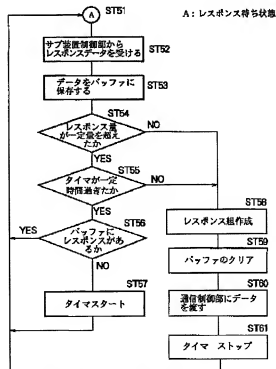 A
ST51
A：レスポンス待ち状態
サブ装置制御部から
レスポンスデータを受ける
ST52
データをバッファに
保存する
ST53
ST54
レスポンス量
が一定量を超え
たか
NO
YES
ST55
タイマが一定
時間過ぎたか
NO
YES
ST56
YES
バッファに
レスポンスがあ
るか
NO
ST57
タイマスタート
ST58
レスポンス組作成
ST59
バッファのクリア
ST60
通信制御部にデータ
を渡す
ST61
タイマ ストップ